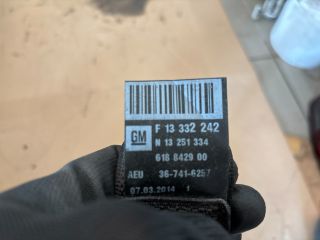 F 13 332 242
GM
N 13 251 334
618 8429 00
AEU 36-741-6257
07.03.2014 1